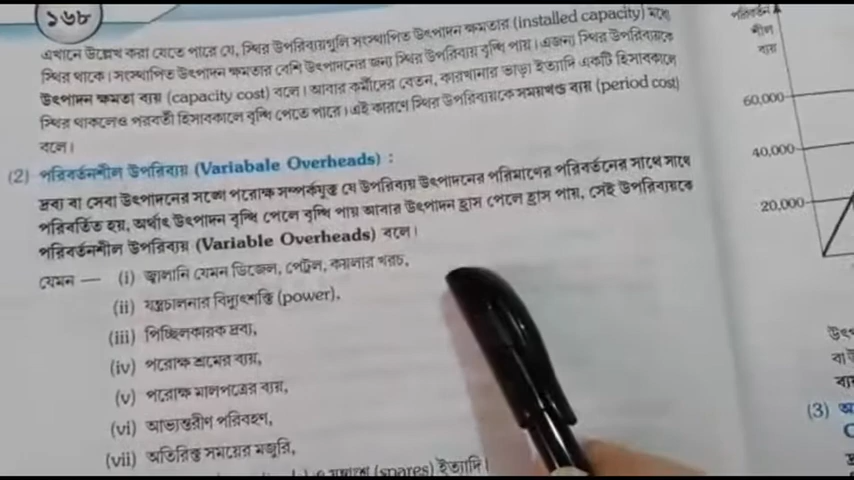 ১৬৮
এখানে উল্লেখ করা যেতে পারে যে, স্থির উপরিব্যয়গুলি সংস্থাপিত উৎপাদন ক্ষমতার (installed capacity) মধ্যে
স্থির থাকে। সংস্থাপিত উৎপাদন ক্ষমতার বেশি উৎপাদনের জন্য স্থির উপরিব্যয় বৃদ্ধি পায়। এজন্য স্থির উপরিব্যয়কে
উৎপাদন ক্ষমতা ব্যয় (capacity cost) বলে। আবার কর্মীদের বেতন, কারখানার ভাড়া ইত্যাদি একটি হিসাবকালে
স্থির থাকলেও পরবর্তী হিসাবকালে বৃদ্ধি পেতে পারে। এই কারণে স্থির উপরিব্যয়কে সময়খণ্ড ব্যয় (period cost)
বলে।
(2) পরিবর্তনশীল উপরিব্যয় (Variabale Overheads) :
দ্রব্য বা সেবা উৎপাদনের সঙ্গে পরোক্ষ সম্পর্কযুক্ত যে উপরিব্যয় উৎপাদনের পরিমাণের পরিবর্তনের সাথে সাথে
পরিবর্তিত হয়, অর্থাৎ উৎপাদন বৃদ্ধি পেলে বৃদ্ধি পায় আবার উৎপাদন হ্রাস পেলে হ্রাস পায়, সেই উপরিব্যয়কে
পরিবর্তনশীল উপরিব্যয় (Variable Overheads) বলে।
যেমন — (i) জ্বালানি যেমন ডিজেল, পেট্রল, কয়লার খরচ,
(ii) যন্ত্রচালনার বিদ্যুৎশক্তি (power),
(iii) পিচ্ছিলকারক দ্রব্য,
(iv) পরোক্ষ শ্রমের ব্যয়,
(v) পরোক্ষ মালপত্রের ব্যয়,
(vi) আভ্যন্তরীণ পরিবহণ,
(vii) অতিরিক্ত সময়ের মজুরি,
(spares) ইত্যাদি।
পরিবর্তন
শীল
ব্যয়
60,000
40,000
20,000
(3)